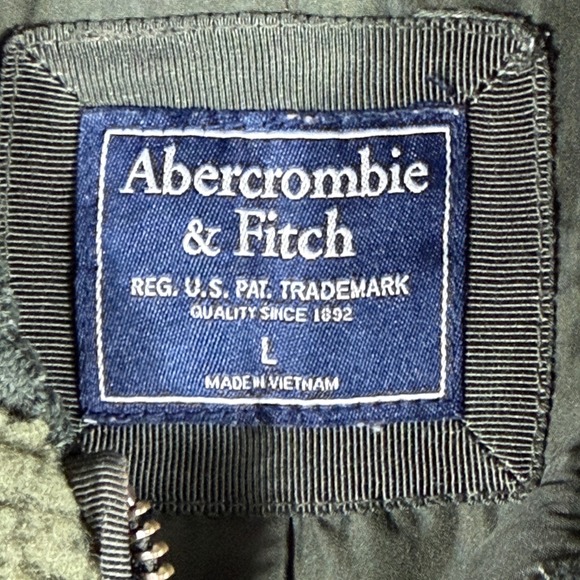 Abercrombie
& Fitch
REG. U.S. PAT. TRADEMARK
QUALITY SINCE 1892
L
MADE IN VIETNAM